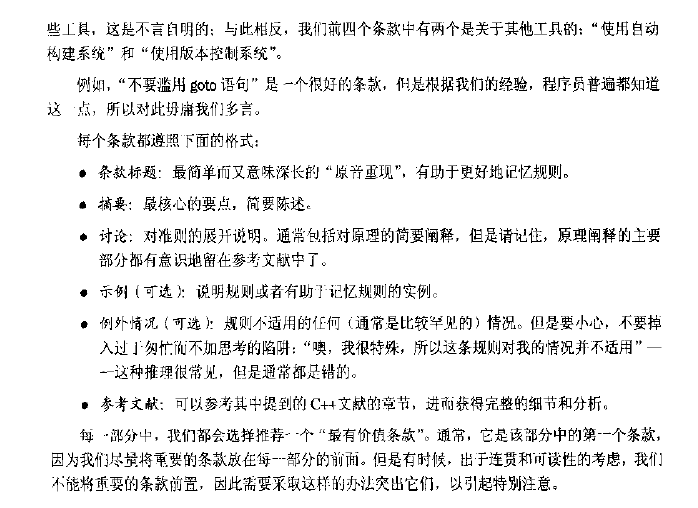 些工具，这是不言自明的；与此相反，我们前四个条款中有两个是关于其他工具的：“使用自动
构建系统”和“使用版本控制系统”。
例如，“不要滥用 goto 语句”是一个很好的条款，但是根据我们的经验，程序员普遍都知道
这一点，所以对此毋庸我们多言。
每个条款都遵照下面的格式：
● 条款标题：最简单而又意味深长的“原音重现”，有助于更好地记忆规则。
● 摘要：最核心的要点，简要陈述。
● 讨论：对准则的展开说明。通常包括对原理的简要阐释，但是请记住，原理阐释的主要
部分都有意识地留在参考文献中了。
● 示例（可选）：说明规则或者有助于记忆规则的实例。
● 例外情况（可选）：规则不适用的任何（通常是比较罕见的）情况。但是要小心，不要掉
入过于匆忙而不加思考的陷阱：“噢，我很特殊，所以这条规则对我的情况并不适用”—
—这种推理很常见，但是通常都是错的。
● 参考文献：可以参考其中提到的 C++文献的章节，进而获得完整的细节和分析。
每一部分中，我们都会选择推荐一个“最有价值条款”。通常，它是该部分中的第一个条款，
因为我们尽量将重要的条款放在每一部分的前面。但是有时候，出于连贯和可读性的考虑，我们
不能将重要的条款前置，因此需要采取这样的办法突出它们，以引起特别注意。